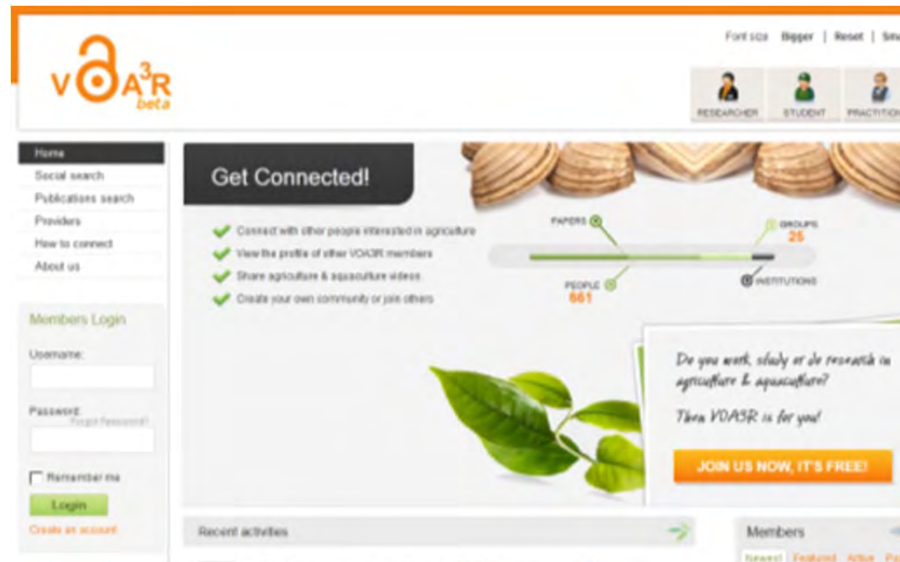 Font size Bigger | Reset | Sma
VOA3R
beta
RESEARCHER STUDENT PRACTITION
Home
Social search
Publications search
Providers
How to connect
About us
Get Connected!
Connect with other people interested in agriculture
View the profile of other VOA3R members
Share agriculture & aquaculture videos
Create your own community or join others
PAPERS
GROUPS
25
PEOPLE
661
INSTITUTIONS
Members Login
Username:
Password:
Forgot Password?
Remember me
Login
Create an account
Do you work, study or do research in
agriculture & aquaculture?
Then VOA3R is for you!
JOIN US NOW, IT'S FREE!
Recent activities
Members
Newest Featured Active Po